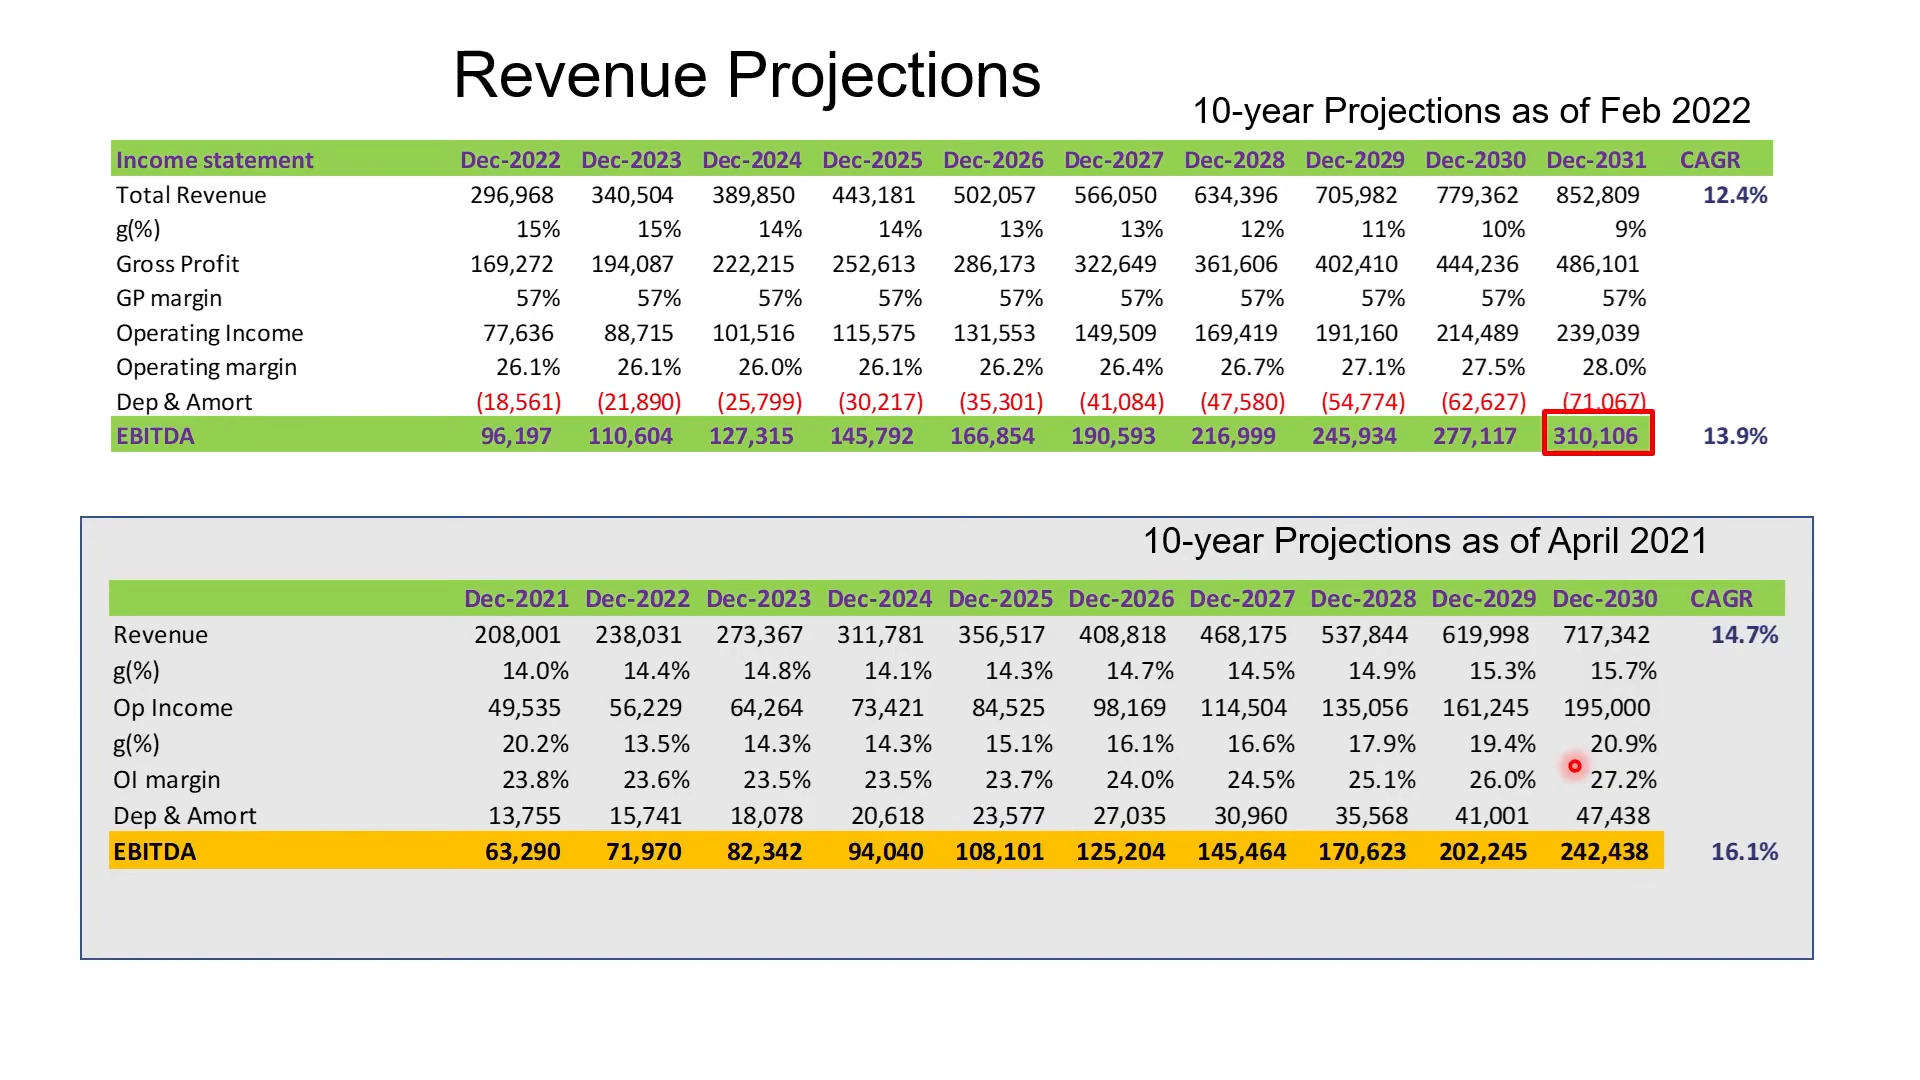 Revenue Projections
10-year Projections as of Feb 2022
Income statement Dec-2022 Dec-2023 Dec-2024 Dec-2025 Dec-2026 Dec-2027 Dec-2028 Dec-2029 Dec-2030 Dec-2031 CAGR
Total Revenue 296,968 340,504 389,850 443,181 502,057 566,050 634,396 705,982 779,362 852,809 12.4%
g(%) 15% 15% 14% 14% 13% 13% 12% 11% 10% 9%
Gross Profit 169,272 194,087 222,215 252,613 286,173 322,649 361,606 402,410 444,236 486,101
GP margin 57% 57% 57% 57% 57% 57% 57% 57% 57% 57%
Operating Income 77,636 88,715 101,516 115,575 131,553 149,509 169,419 191,160 214,489 239,039
Operating margin 26.1% 26.1% 26.0% 26.1% 26.2% 26.4% 26.7% 27.1% 27.5% 28.0%
Dep & Amort (18,561) (21,890) (25,799) (30,217) (35,301) (41,084) (47,580) (54,774) (62,627) (71,067)
EBITDA 96,197 110,604 127,315 145,792 166,854 190,593 216,999 245,934 277,117 310,106 13.9%
10-year Projections as of April 2021
Dec-2021 Dec-2022 Dec-2023 Dec-2024 Dec-2025 Dec-2026 Dec-2027 Dec-2028 Dec-2029 Dec-2030 CAGR
Revenue 208,001 238,031 273,367 311,781 356,517 408,818 468,175 537,844 619,998 717,342 14.7%
g(%) 14.0% 14.4% 14.8% 14.1% 14.3% 14.7% 14.5% 14.9% 15.3% 15.7%
Op Income 49,535 56,229 64,264 73,421 84,525 98,169 114,504 135,056 161,245 195,000
g(%) 20.2% 13.5% 14.3% 14.3% 15.1% 16.1% 16.6% 17.9% 19.4% 20.9%
OI margin 23.8% 23.6% 23.5% 23.5% 23.7% 24.0% 24.5% 25.1% 26.0% 27.2%
Dep & Amort 13,755 15,741 18,078 20,618 23,577 27,035 30,960 35,568 41,001 47,438
EBITDA 63,290 71,970 82,342 94,040 108,101 125,204 145,464 170,623 202,245 242,438 16.1%